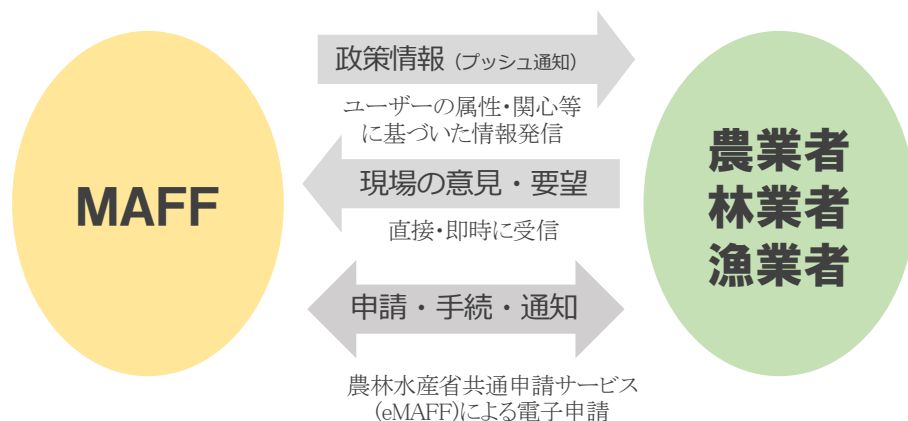 MAFF
政策情報（プッシュ通知）
ユーザーの属性・関心等
に基づいた情報発信
現場の意見・要望
直接・即時に受信
申請・手続・通知
農林水産省共通申請サービス
(eMAFF)による電子申請
農業者
林業者
漁業者